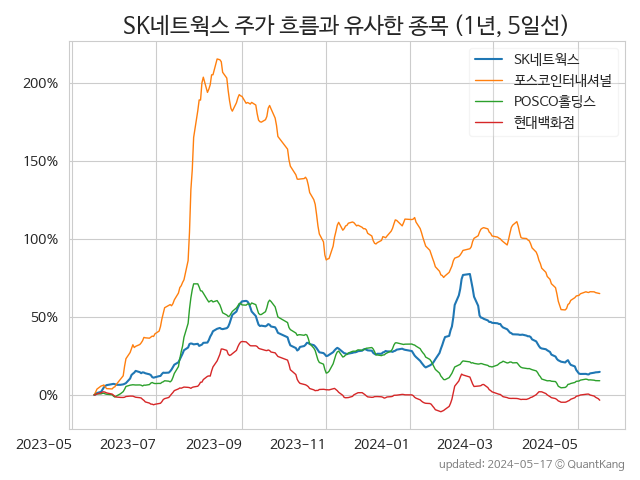 SK네트웍스 주가 흐름과 유사한 종목 (1년, 5일선)
SK네트웍스
포스코인터내셔널
POSCO홀딩스
현대백화점
200%
150%
100%
50%
0%
2023-05 2023-07 2023-09 2023-11 2024-01 2024-03 2024-05
updated: 2024-05-17 © QuantKang